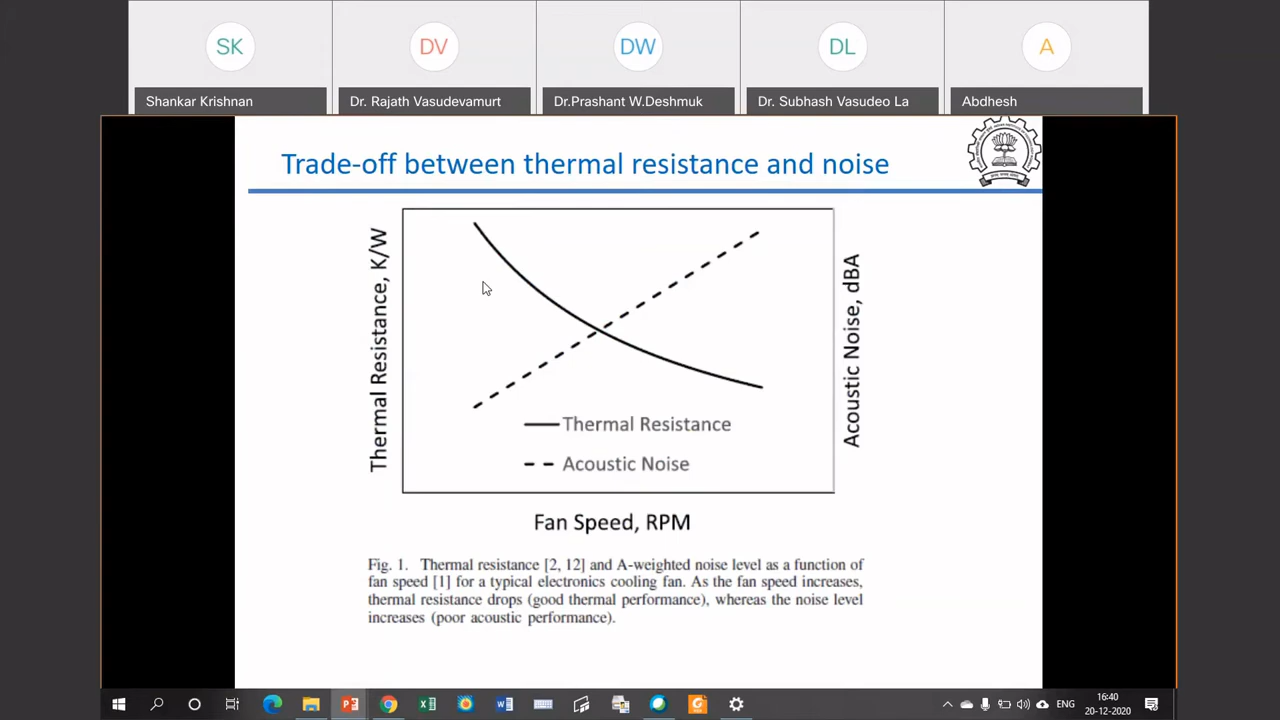 SK
DV
DW
DL
A
Shankar Krishnan
Dr. Rajath Vasudevamurt
Dr.Prashant W.Deshmuk
Dr. Subhash Vasudeo La
Abdhesh
Trade-off between thermal resistance and noise
Thermal Resistance, K/W
Acoustic Noise, dBA
Thermal Resistance
Acoustic Noise
Fan Speed, RPM
Fig. 1. Thermal resistance [2, 12] and A-weighted noise level as a function of
fan speed [1] for a typical electronics cooling fan. As the fan speed increases,
thermal resistance drops (good thermal performance), whereas the noise level
increases (poor acoustic performance).
ENG
16:40
20-12-2020